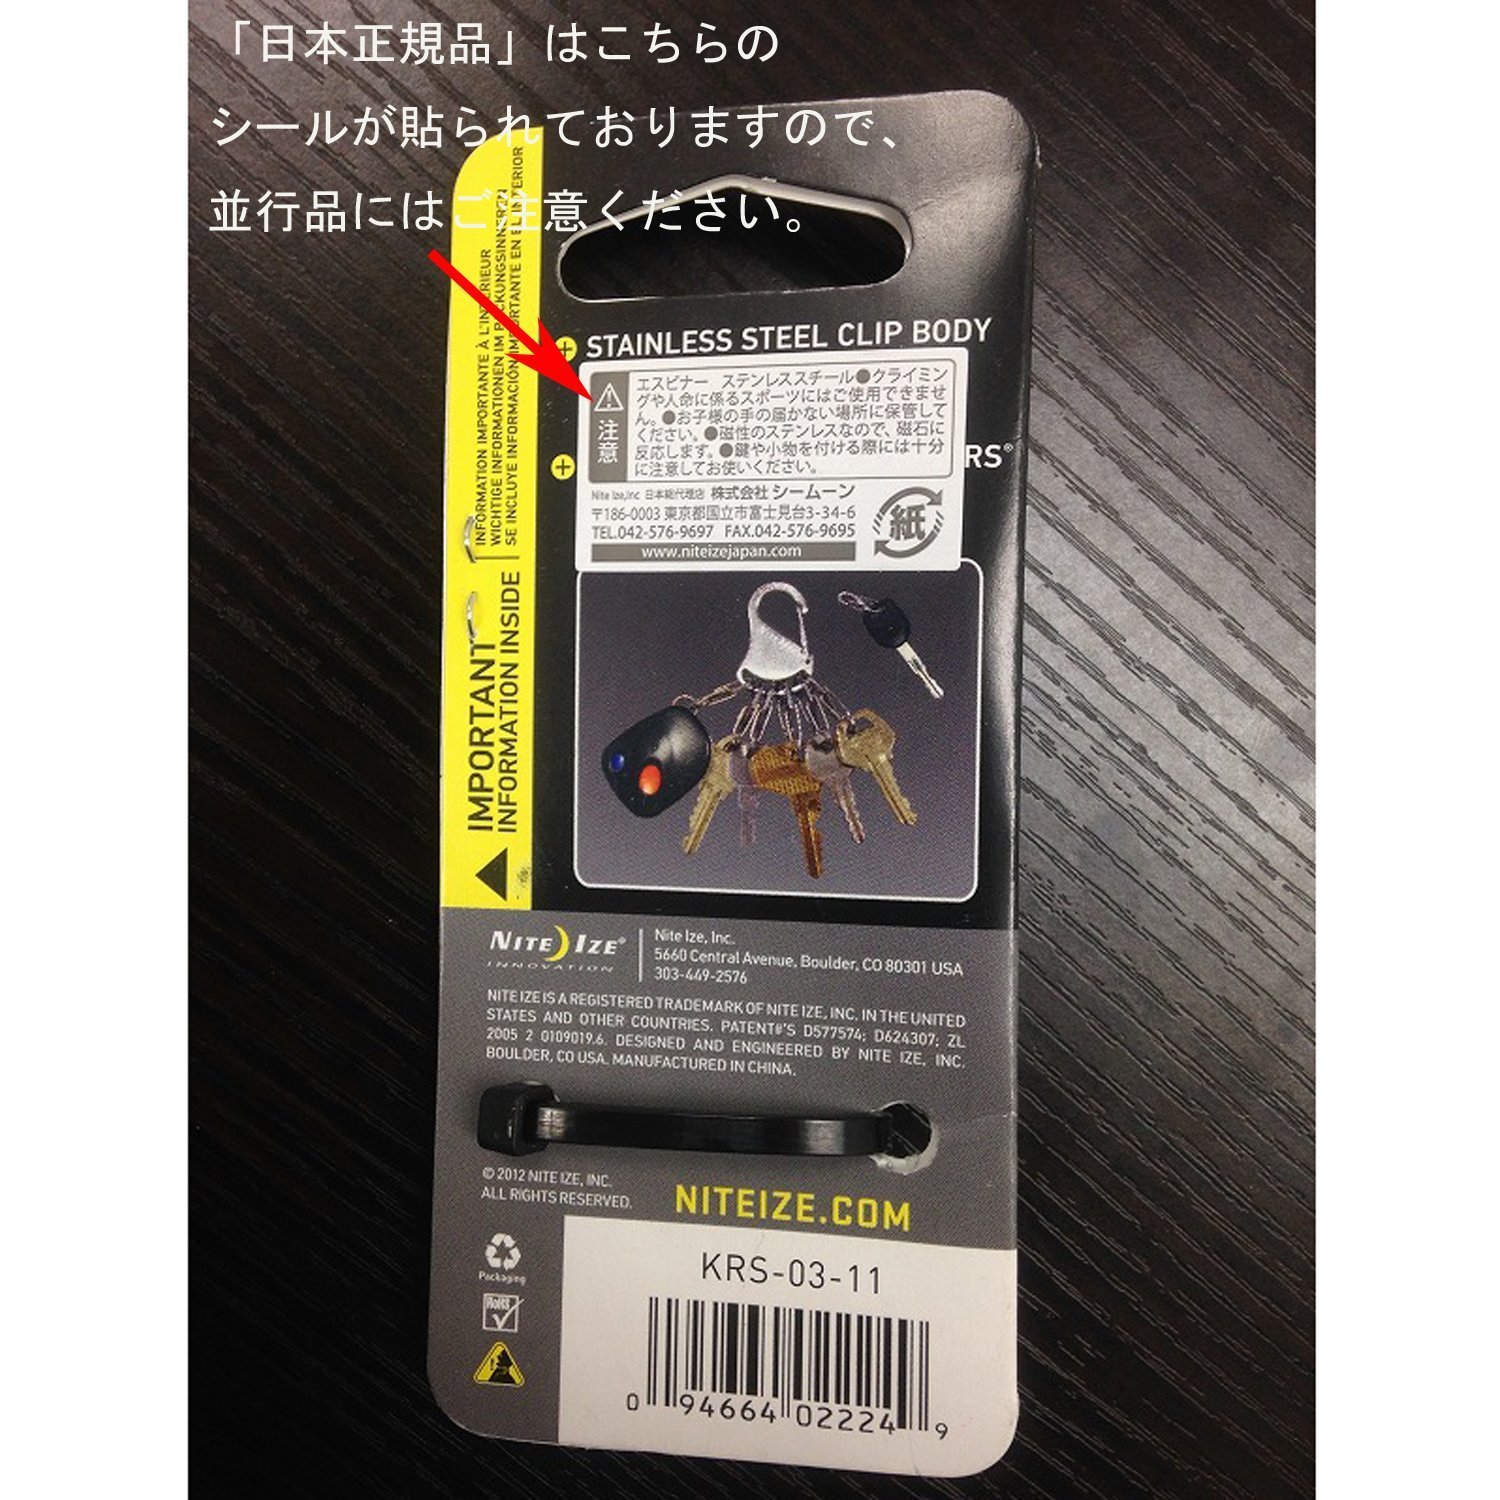 「日本正規品」はこちらの
シールが貼られておりますので、
並行品にはご注意ください。
STAINLESS STEEL CLIP BODY
注意
エスビナー ステンレススチール●クライミン
グや人命に係るスポーツにはご使用できませ
ん。●お子様の手の届かない場所に保管して
ください。●磁性のステンレスなので、磁石に
反応します。●鍵や小物を付ける際には十分
に注意してお使いください。
RS®
Nite Ize,Inc 日本総代理店 株式会社 シームーン
〒186-0003 東京都国立市富士見台3-34-6
TEL.042-576-9697 FAX.042-576-9695
www.niteizejapan.com
紙
INFORMATION IMPORTANTE À L'INTÉRIEUR
WICHTIGE INFORMATIONEN IM PACKUNGSINNEREN
SE INCLUYE INFORMACIÓN IMPORTANTE EN EL INTERIOR
IMPORTANT
INFORMATION INSIDE
NITE IZE®
INNOVATION
Nite Ize, Inc.
5660 Central Avenue, Boulder, CO 80301 USA
303-449-2576
NITE IZE IS A REGISTERED TRADEMARK OF NITE IZE, INC. IN THE UNITED
STATES AND OTHER COUNTRIES. PATENT#'S D577574; D624307; ZL
2005 2 0109019.6. DESIGNED AND ENGINEERED BY NITE IZE, INC.
BOULDER, CO USA. MANUFACTURED IN CHINA.
© 2012 NITE IZE, INC.
ALL RIGHTS RESERVED.
NITEIZE.COM
Packaging
RoHS
KRS-03-11
0 94664 02224 9